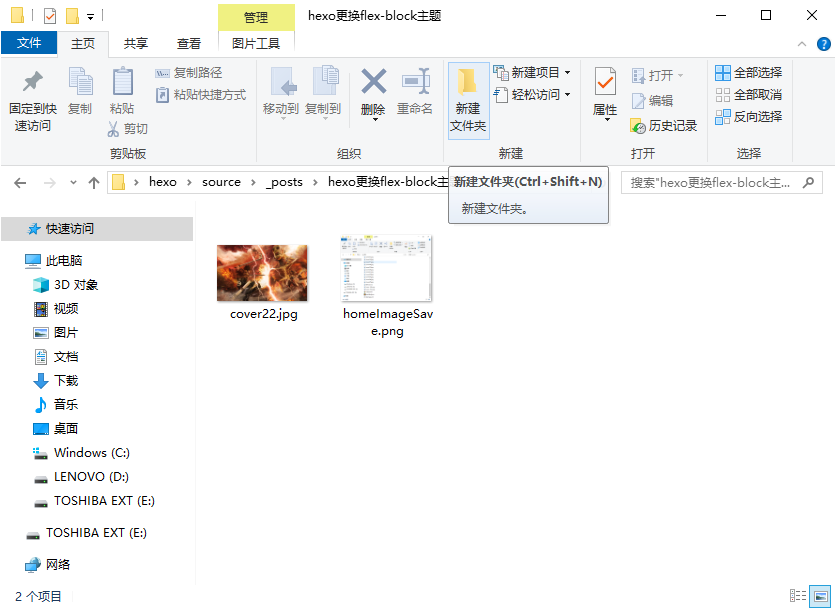 管理
hexo更换flex-block主题
文件
主页
共享
查看
图片工具
固定到快
速访问
复制
粘贴
复制路径
粘贴快捷方式
剪切
剪贴板
移动到
复制到
删除
重命名
组织
新建
文件夹
新建项目
轻松访问
新建
属性
打开
编辑
历史记录
打开
全部选择
全部取消
反向选择
选择
hexo
source
_posts
hexo更换flex-block主
搜索"hexo更换flex-block主...
新建文件夹(Ctrl+Shift+N)
新建文件夹。
快速访问
此电脑
3D 对象
视频
图片
文档
下载
音乐
桌面
Windows (C:)
LENOVO (D:)
TOSHIBA EXT (E:)
TOSHIBA EXT (E:)
网络
cover22.jpg
homeImageSav
e.png
2 个项目